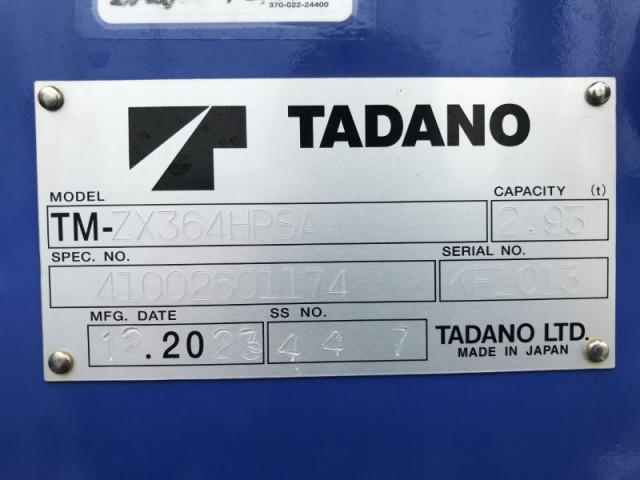 370-022-24400
TADANO
MODEL
CAPACITY (t)
TM-ZX364HPSA
2.93
SPEC. NO.
SERIAL NO.
41002601174
KF1013
MFG. DATE
SS NO.
12.2023
4 4 7
TADANO LTD.
MADE IN JAPAN